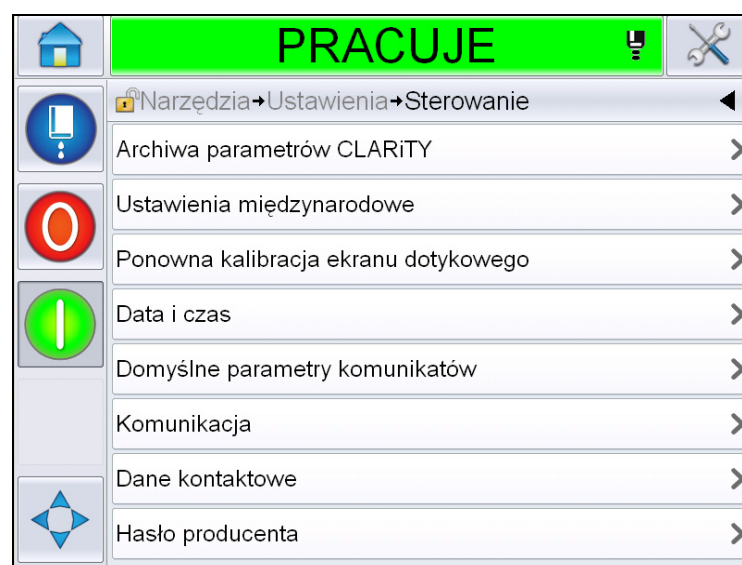 PRACUJE
Narzędzia→Ustawienia→Sterowanie
Archiwa parametrów CLARiTY
Ustawienia międzynarodowe
Ponowna kalibracja ekranu dotykowego
Data i czas
Domyślne parametry komunikatów
Komunikacja
Dane kontaktowe
Hasło producenta